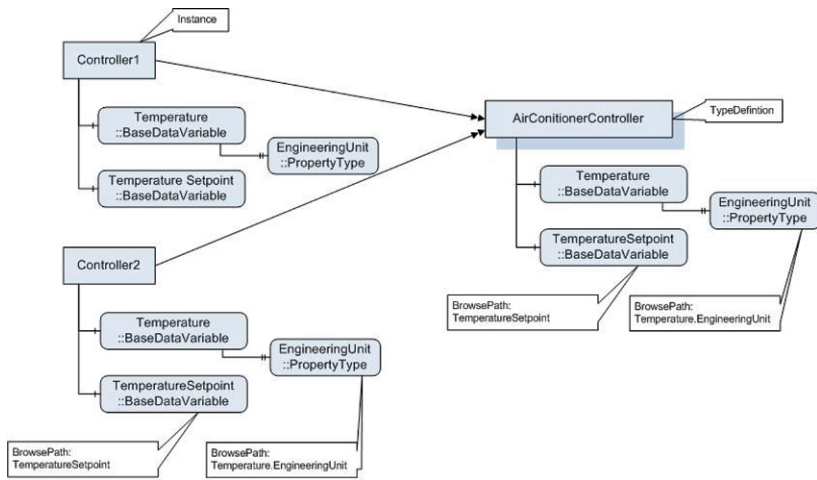 Instance
Controller1
Temperature
::BaseDataVariable
EngineeringUnit
::PropertyType
Temperature Setpoint
::BaseDataVariable
AirConitionerController
TypeDefintion
Temperature
::BaseDataVariable
EngineeringUnit
::PropertyType
TemperatureSetpoint
::BaseDataVariable
BrowsePath:
TemperatureSetpoint
BrowsePath:
Temperature.EngineeringUnit
Controller2
Temperature
::BaseDataVariable
EngineeringUnit
::PropertyType
TemperatureSetpoint
::BaseDataVariable
BrowsePath:
TemperatureSetpoint
BrowsePath:
Temperature.EngineeringUnit